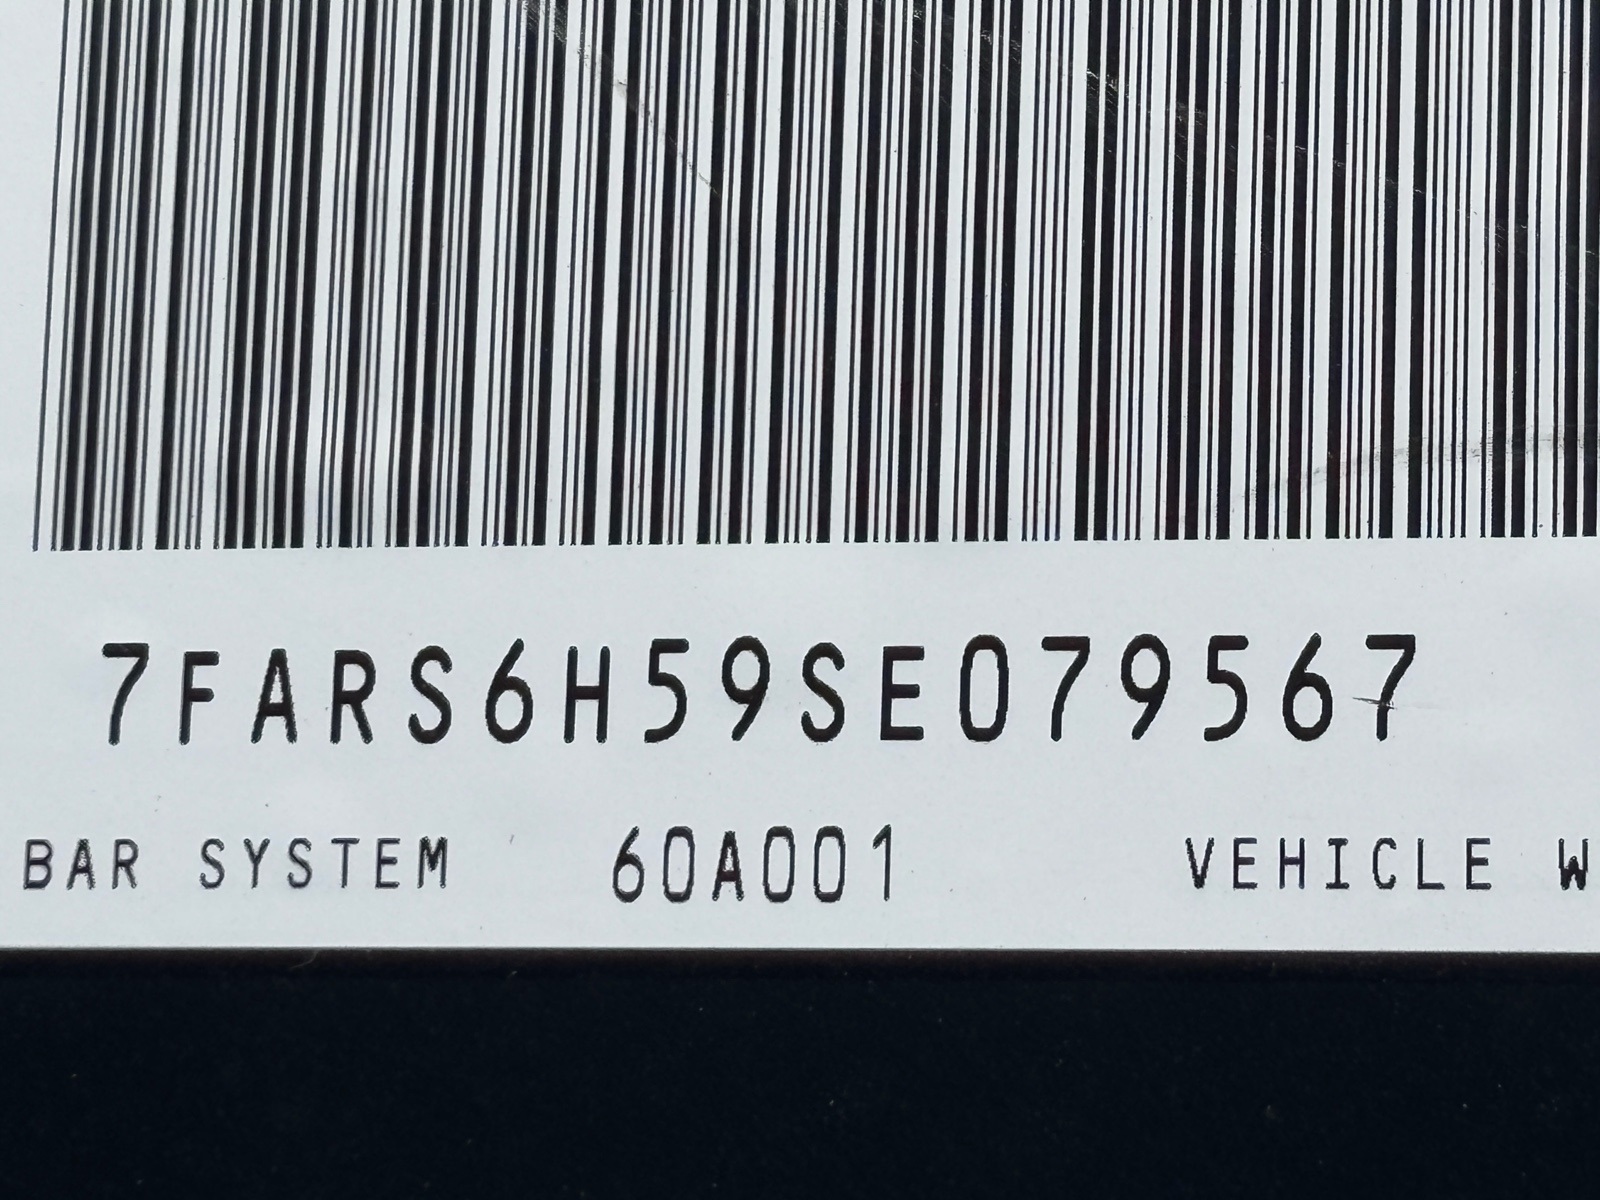 7FARS6H59SE079567
BAR SYSTEM 60A001 VEHICLE W